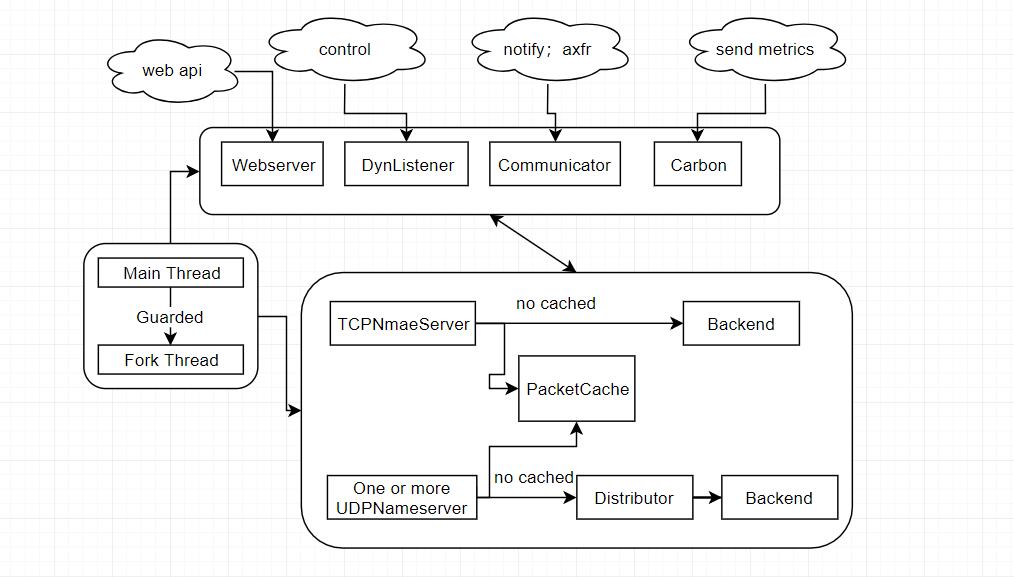 web api
control
notify；axfr
send metrics
Webserver
DynListener
Communicator
Carbon
Main Thread
Guarded
Fork Thread
TCPNmaeServer
no cached
Backend
PacketCache
One or more
UDPNameserver
no cached
Distributor
Backend